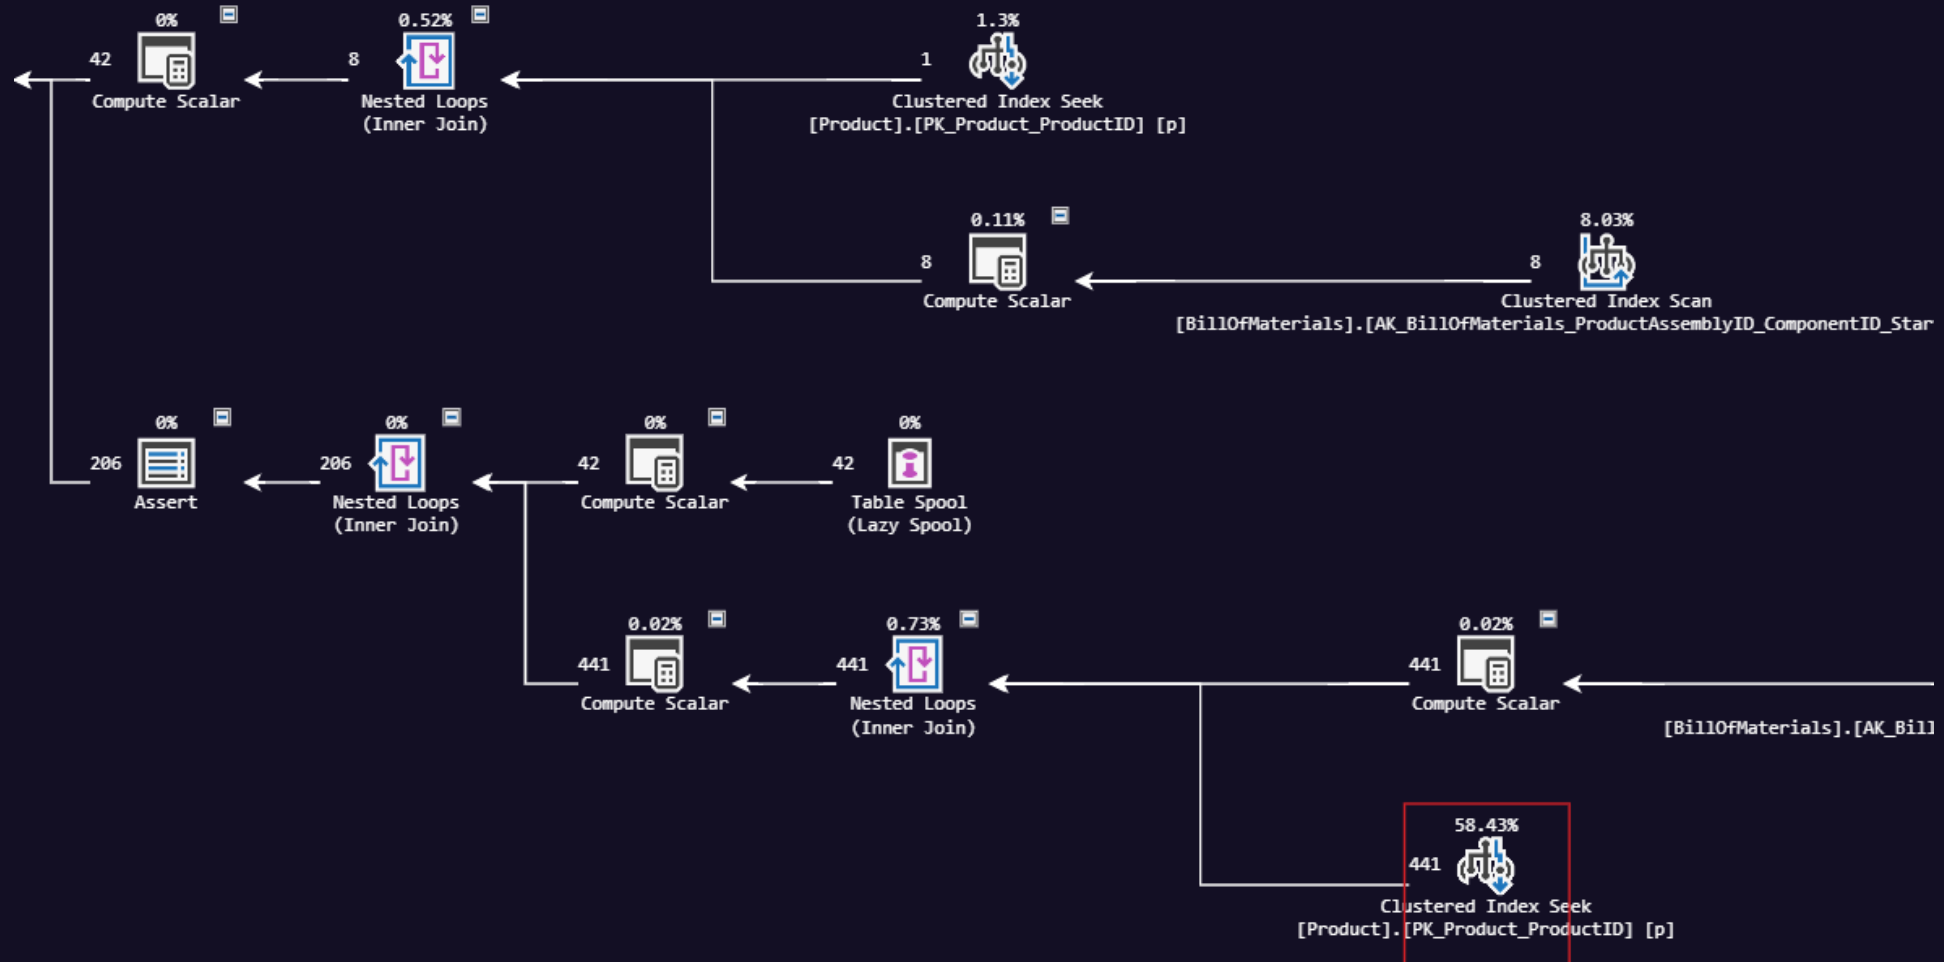 0%
0.52%
1.3%
42
8
1
Compute Scalar
Nested Loops
(Inner Join)
Clustered Index Seek
[Product].[PK_Product_ProductID] [p]
0.11%
8.03%
8
8
Compute Scalar
Clustered Index Scan
[BillOfMaterials].[AK_BillOfMaterials_ProductAssemblyID_ComponentID_Star
0%
0%
0%
0%
206
206
42
42
Assert
Nested Loops
(Inner Join)
Compute Scalar
Table Spool
(Lazy Spool)
0.02%
0.73%
0.02%
441
441
441
Compute Scalar
Nested Loops
(Inner Join)
Compute Scalar
[BillOfMaterials].[AK_Bill
58.43%
441
Clustered Index Seek
[Product].[PK_Product_ProductID] [p]